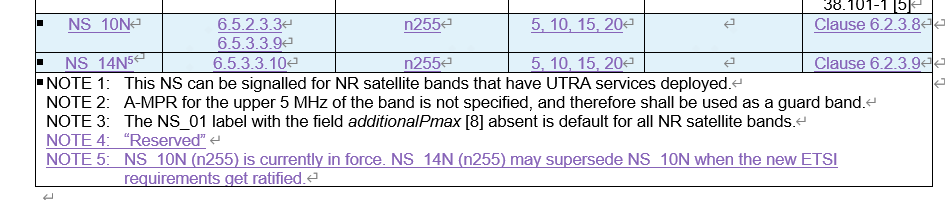 38.101-1 [5]
NS_10N 6.5.2.3.3 n255 5, 10, 15, 20 Clause 6.2.3.8
6.5.3.3.9
NS_14N5 6.5.3.3.10 n255 5, 10, 15, 20 Clause 6.2.3.9
NOTE 1: This NS can be signalled for NR satellite bands that have UTRA services deployed.
NOTE 2: A-MPR for the upper 5 MHz of the band is not specified, and therefore shall be used as a guard band.
NOTE 3: The NS_01 label with the field additionalPmax [8] absent is default for all NR satellite bands.
NOTE 4: “Reserved”
NOTE 5: NS_10N (n255) is currently in force. NS_14N (n255) may supersede NS_10N when the new ETSI
requirements get ratified.